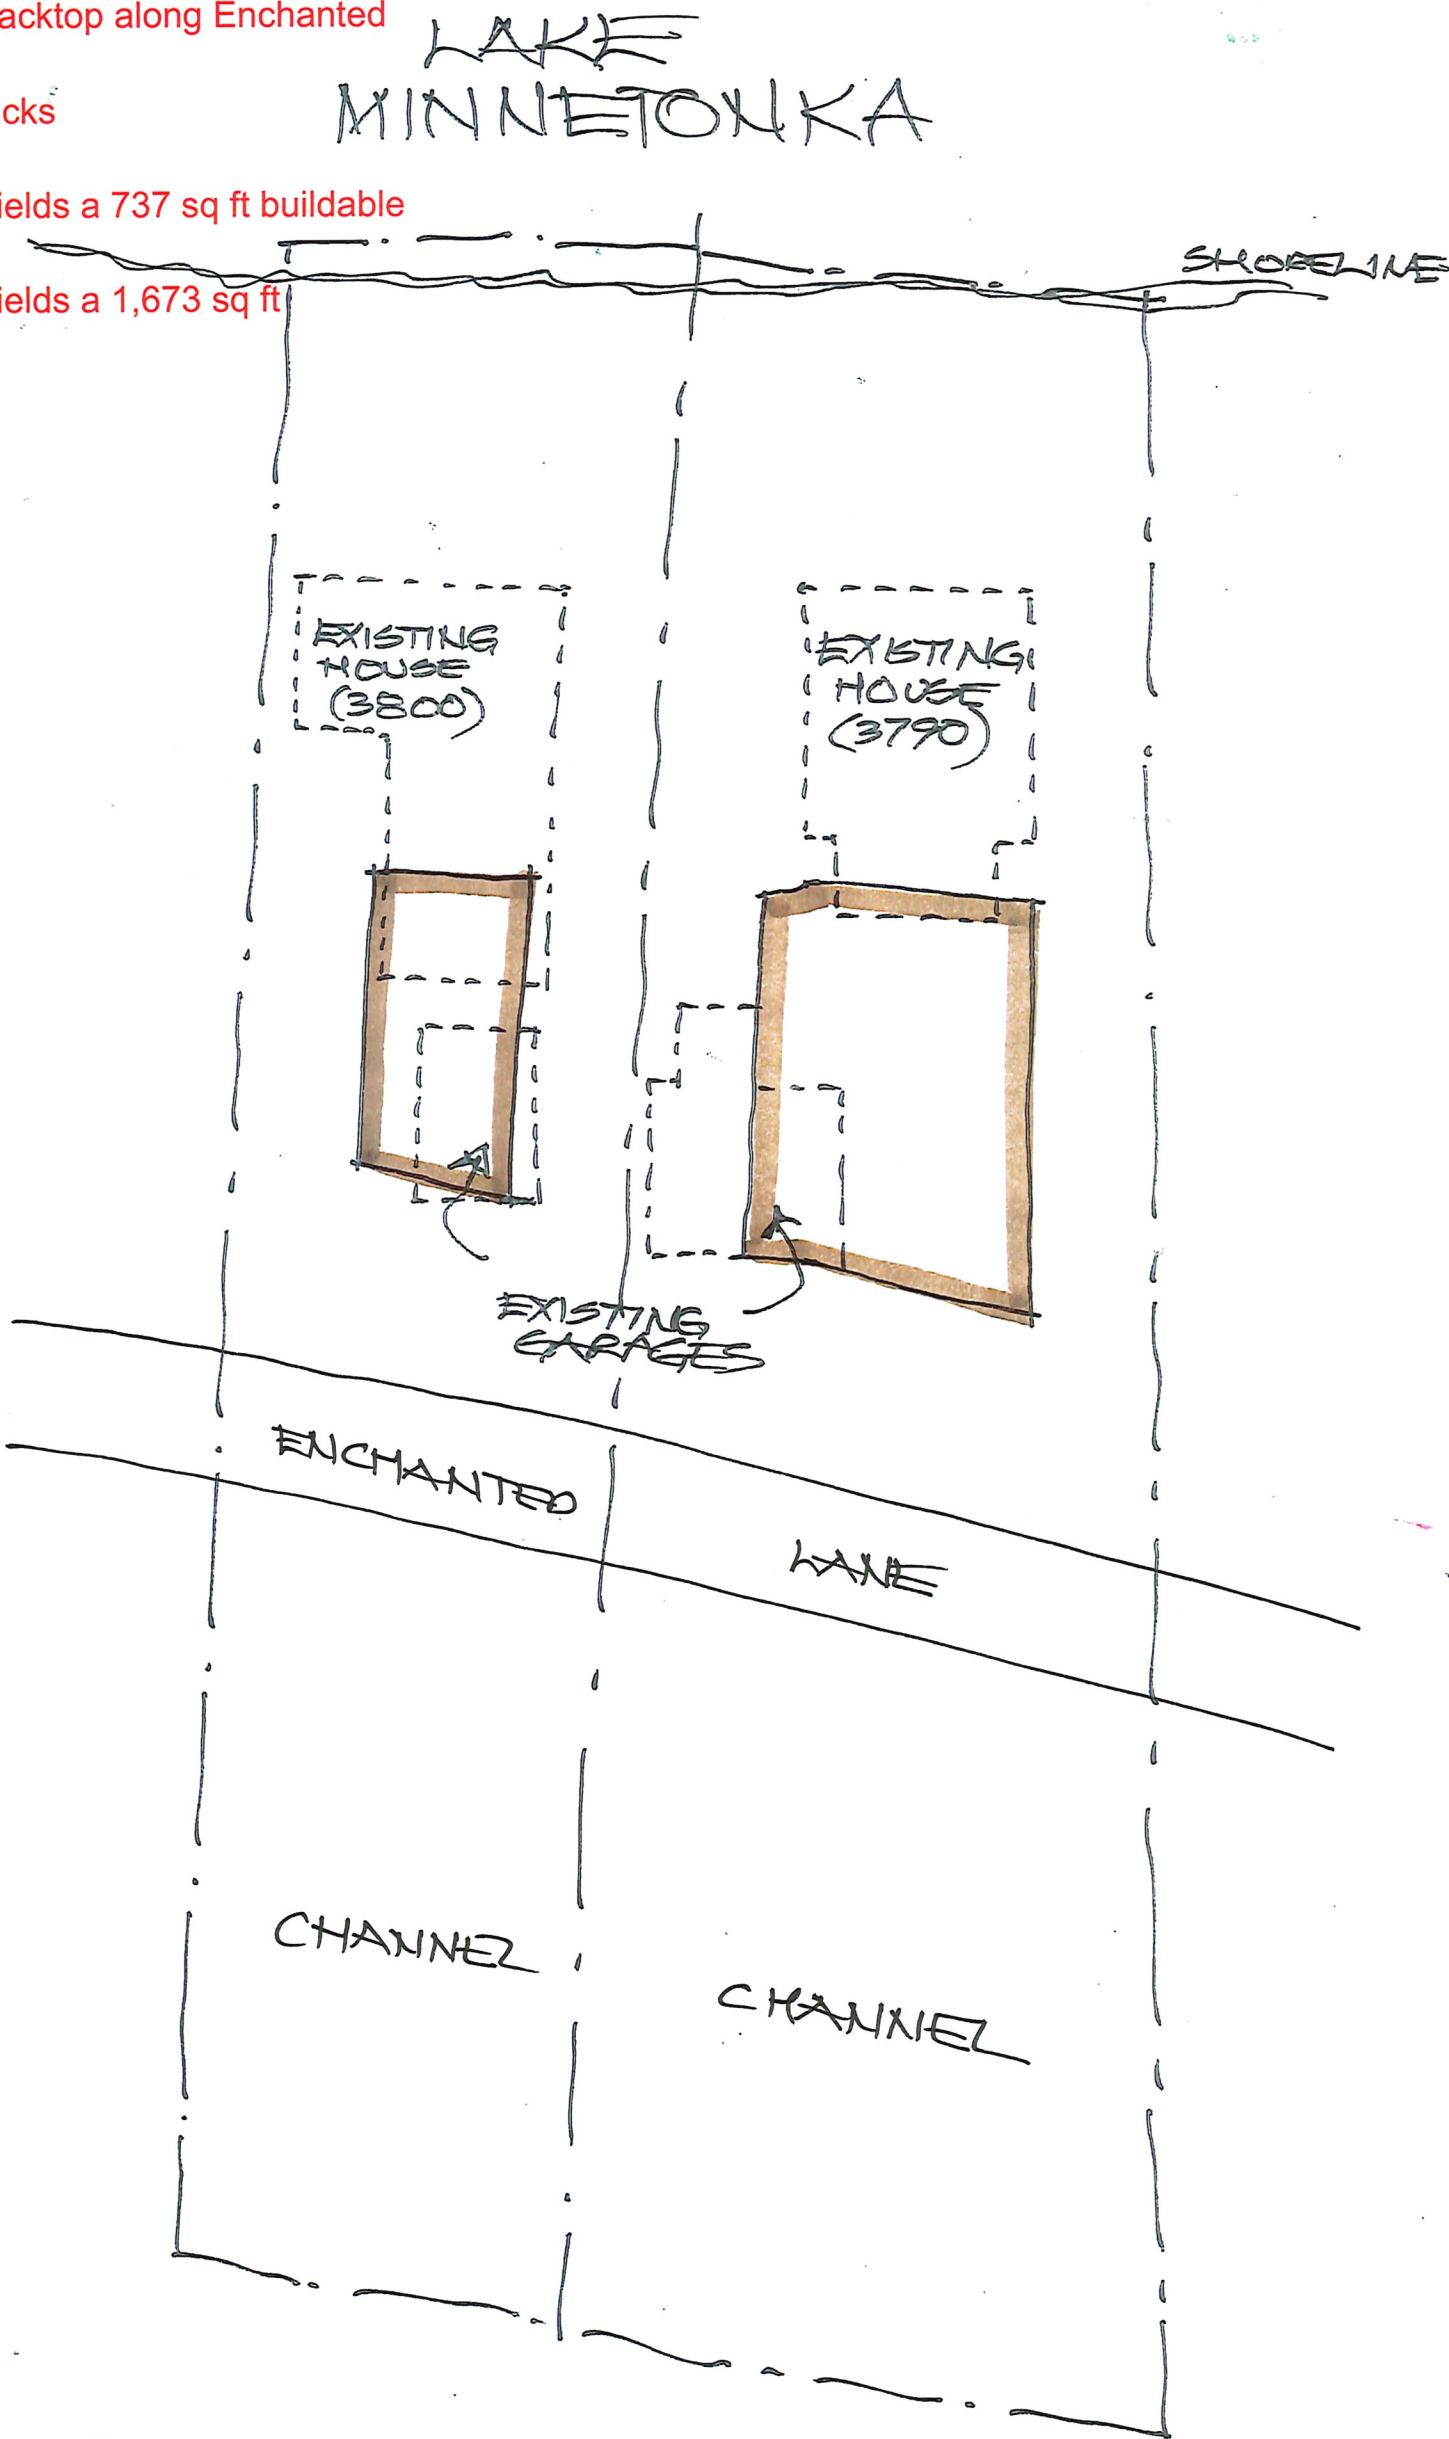 acktop along Enchanted
LAKE
MINNETONKA
cks
ields a 737 sq ft buildable
SHORELINE
ields a 1,673 sq ft
EXISTING
HOUSE
(3800)
EXISTING
HOUSE
(3790)
EXISTING
GARAGES
ENCHANTED
LANE
CHANNEL
CHANNEL